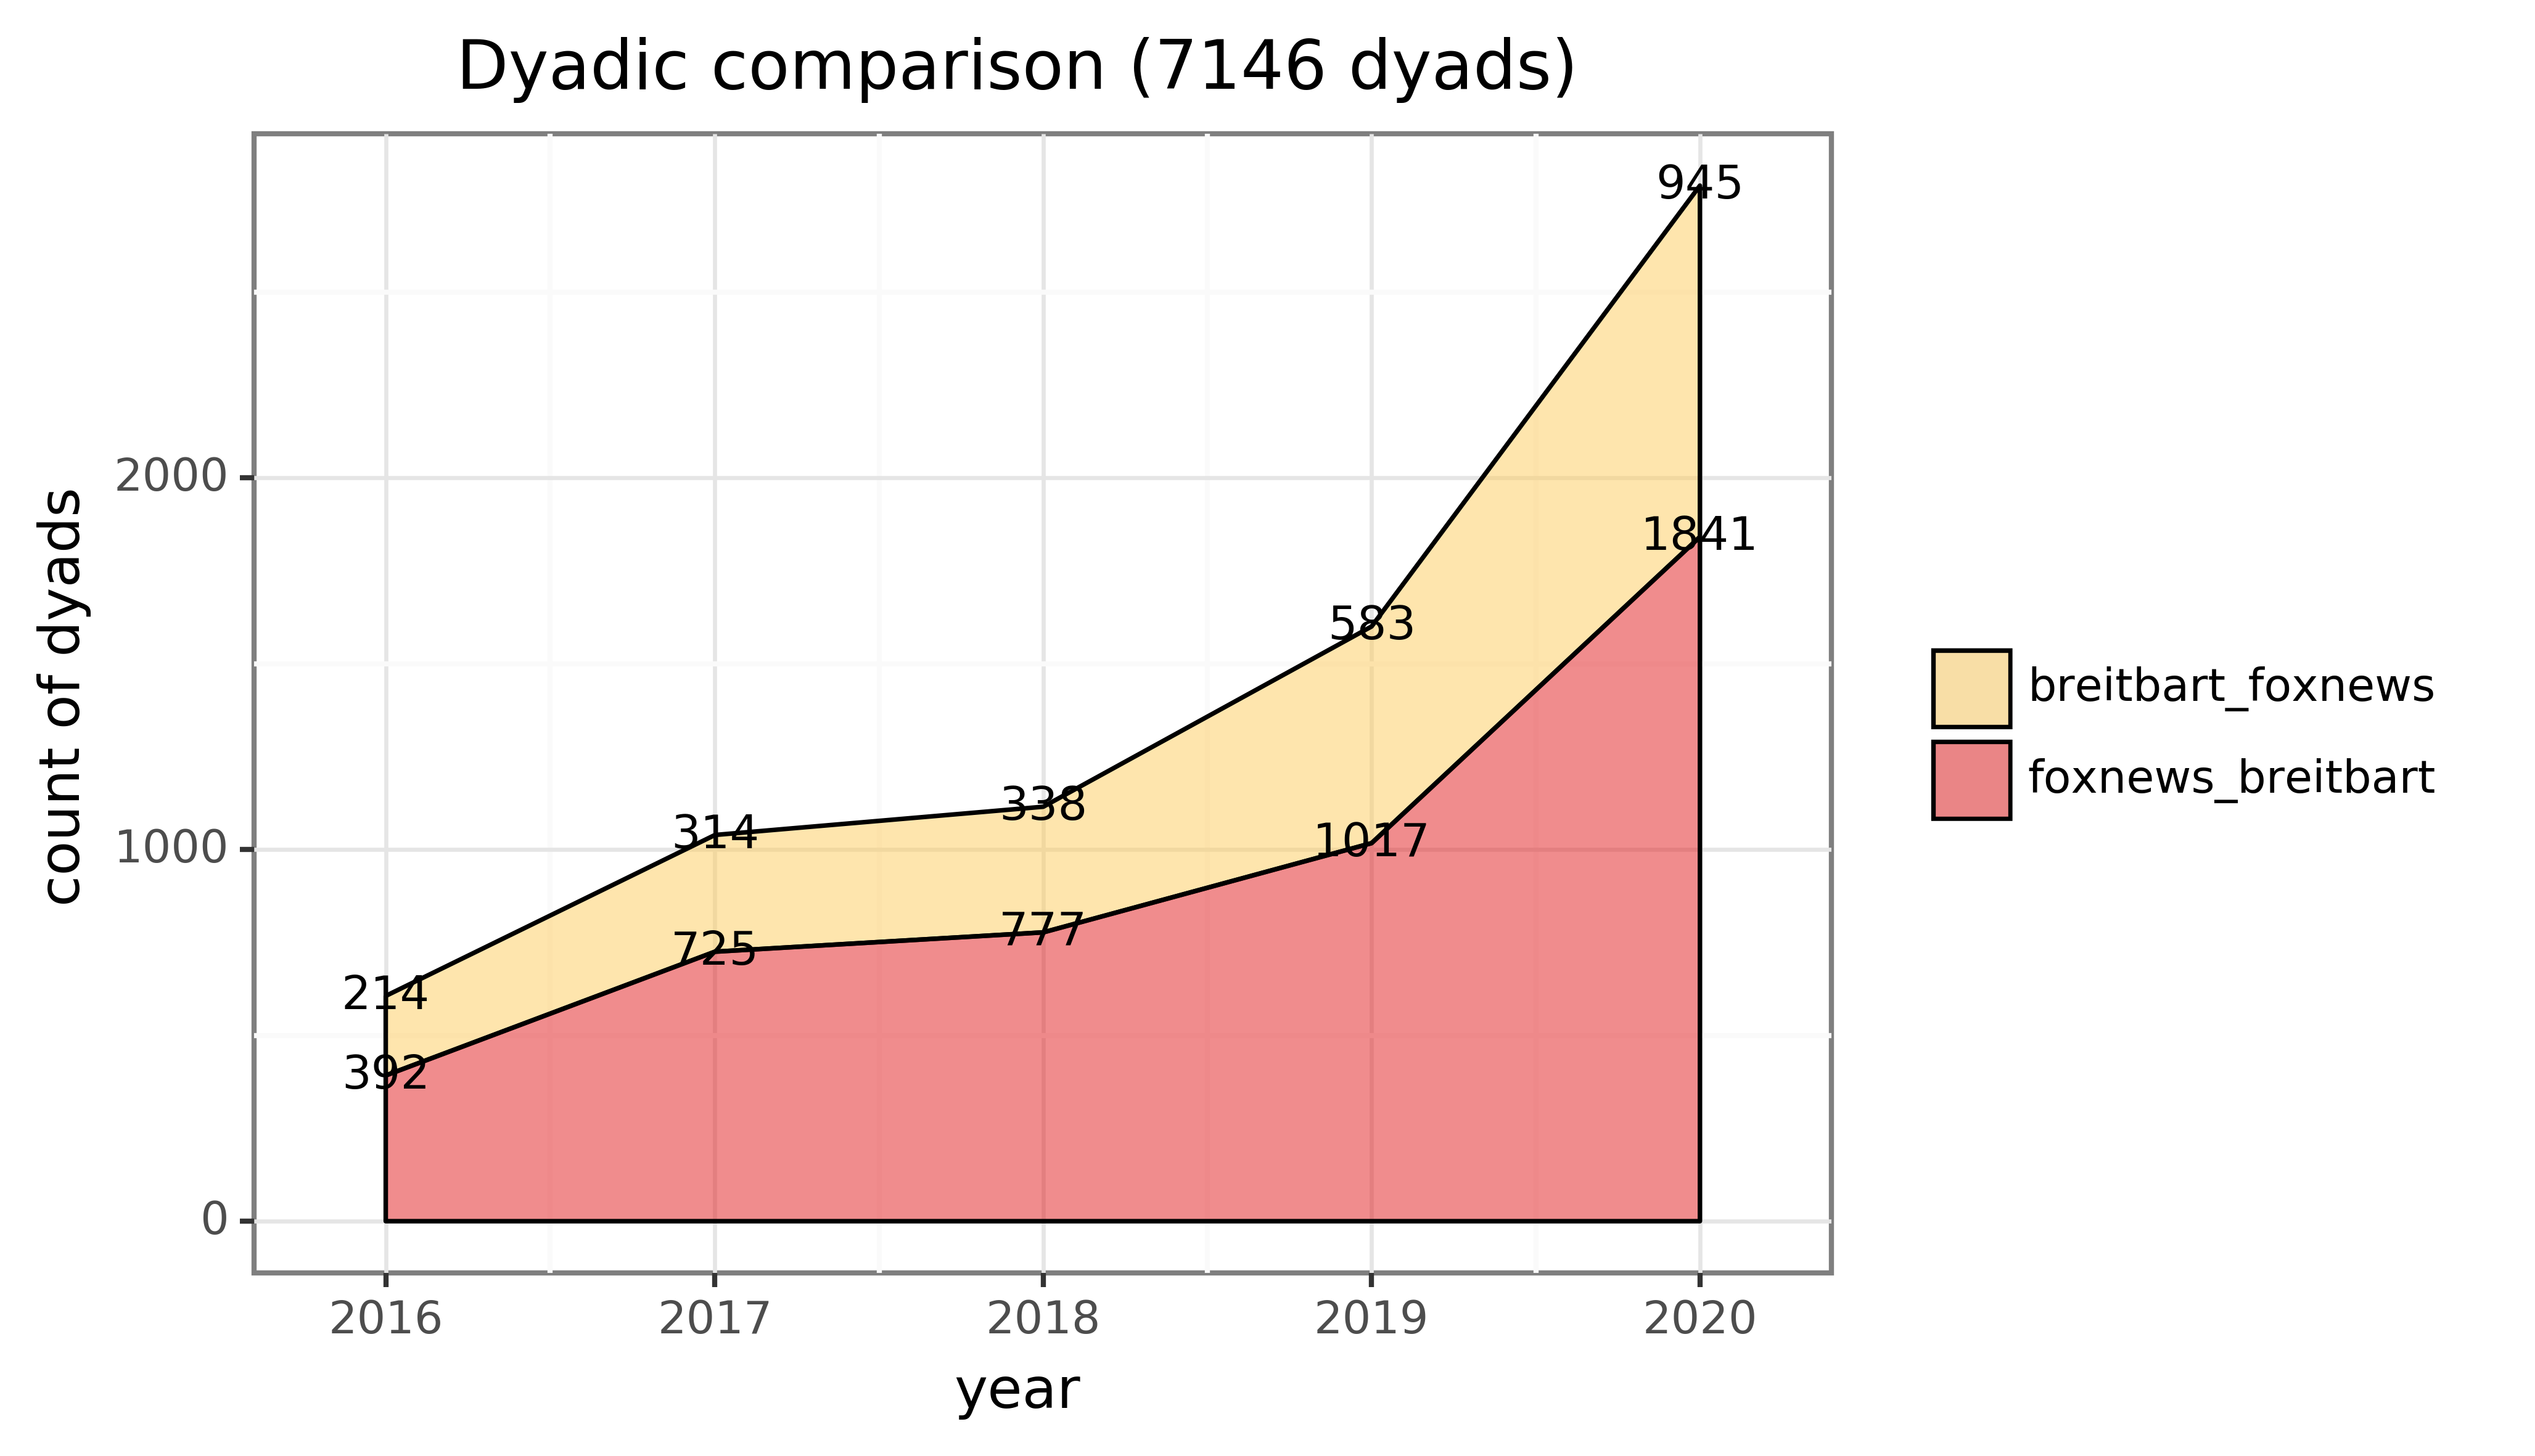 Dyadic comparison (7146 dyads)
count of dyads
2000
1000
0
945
1841
583
1017
338
777
314
725
214
392
2016 2017 2018 2019 2020
year
breitbart_foxnews
foxnews_breitbart